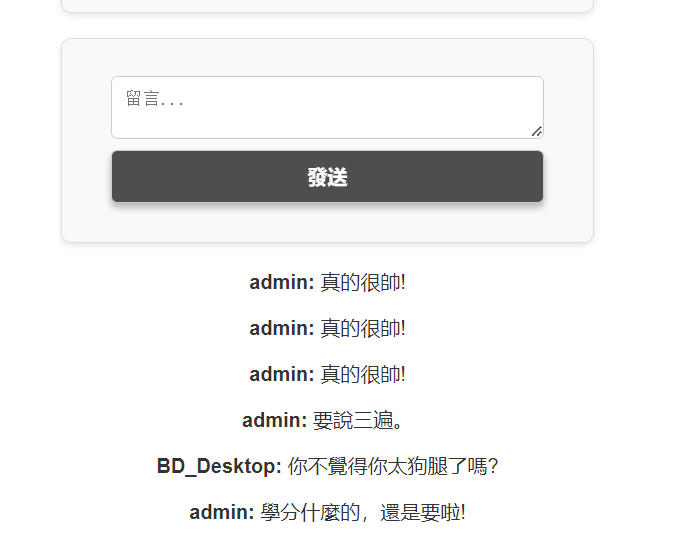 留言...
發送
admin: 真的很帥!
admin: 真的很帥!
admin: 真的很帥!
admin: 要說三遍。
BD_Desktop: 你不覺得你太狗腿了嗎?
admin: 學分什麼的，還是要啦!